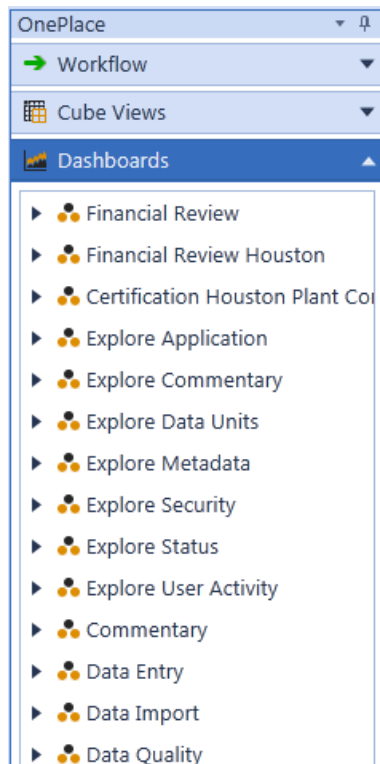 OnePlace
Workflow
Cube Views
Dashboards
Financial Review
Financial Review Houston
Certification Houston Plant
Explore Application
Explore Commentary
Explore Data Units
Explore Metadata
Explore Security
Explore Status
Explore User Activity
Commentary
Data Entry
Data Import
Data Quality